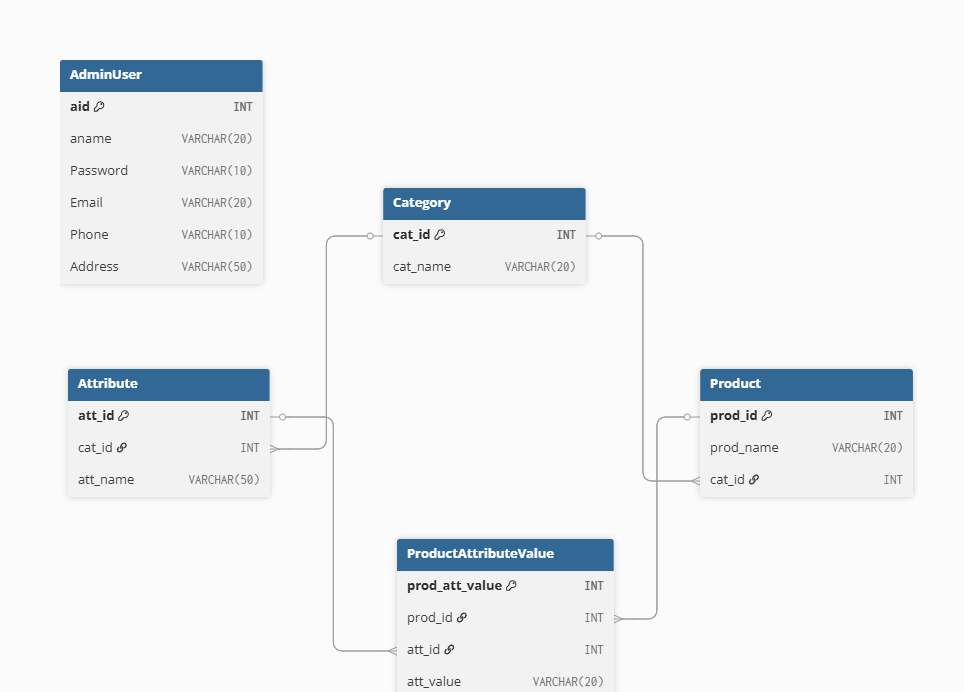 AdminUser
aid INT
aname VARCHAR(20)
Password VARCHAR(10)
Email VARCHAR(20)
Phone VARCHAR(10)
Address VARCHAR(50)
Category
cat_id INT
cat_name VARCHAR(20)
Attribute
att_id INT
cat_id INT
att_name VARCHAR(50)
Product
prod_id INT
prod_name VARCHAR(20)
cat_id INT
ProductAttributeValue
prod_att_value INT
prod_id INT
att_id INT
att_value VARCHAR(20)